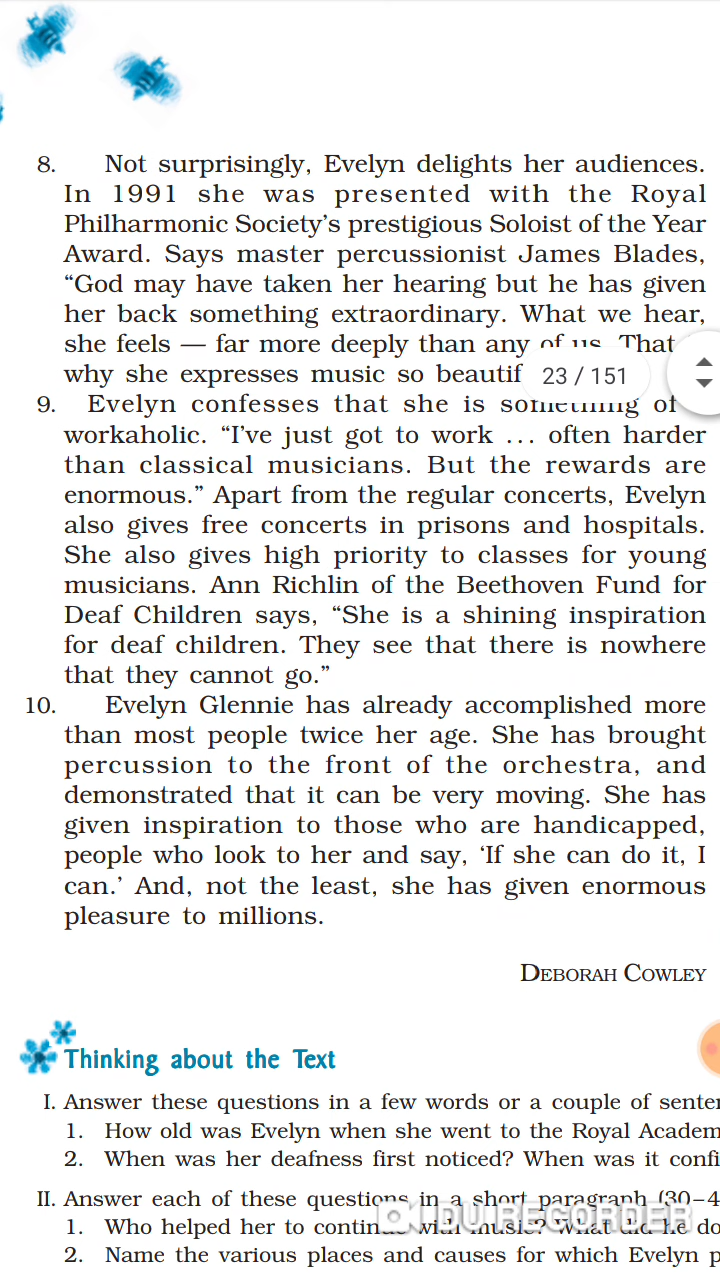 8. Not surprisingly, Evelyn delights her audiences.
In 1991 she was presented with the Royal
Philharmonic Society’s prestigious Soloist of the Year
Award. Says master percussionist James Blades,
“God may have taken her hearing but he has given
her back something extraordinary. What we hear,
she feels — far more deeply than any of us. That
why she expresses music so beautif
23 / 151
9. Evelyn confesses that she is something of
workaholic. “I’ve just got to work ... often harder
than classical musicians. But the rewards are
enormous.” Apart from the regular concerts, Evelyn
also gives free concerts in prisons and hospitals.
She also gives high priority to classes for young
musicians. Ann Richlin of the Beethoven Fund for
Deaf Children says, “She is a shining inspiration
for deaf children. They see that there is nowhere
that they cannot go.”
10. Evelyn Glennie has already accomplished more
than most people twice her age. She has brought
percussion to the front of the orchestra, and
demonstrated that it can be very moving. She has
given inspiration to those who are handicapped,
people who look to her and say, ‘If she can do it, I
can.’ And, not the least, she has given enormous
pleasure to millions.
DEBORAH COWLEY
Thinking about the Text
I. Answer these questions in a few words or a couple of senter
1. How old was Evelyn when she went to the Royal Academ
2. When was her deafness first noticed? When was it confi
II. Answer each of these questions in a short paragraph (30–4
1. Who helped her to continue with music? What did he do
DU RECORDER
2. Name the various places and causes for which Evelyn p